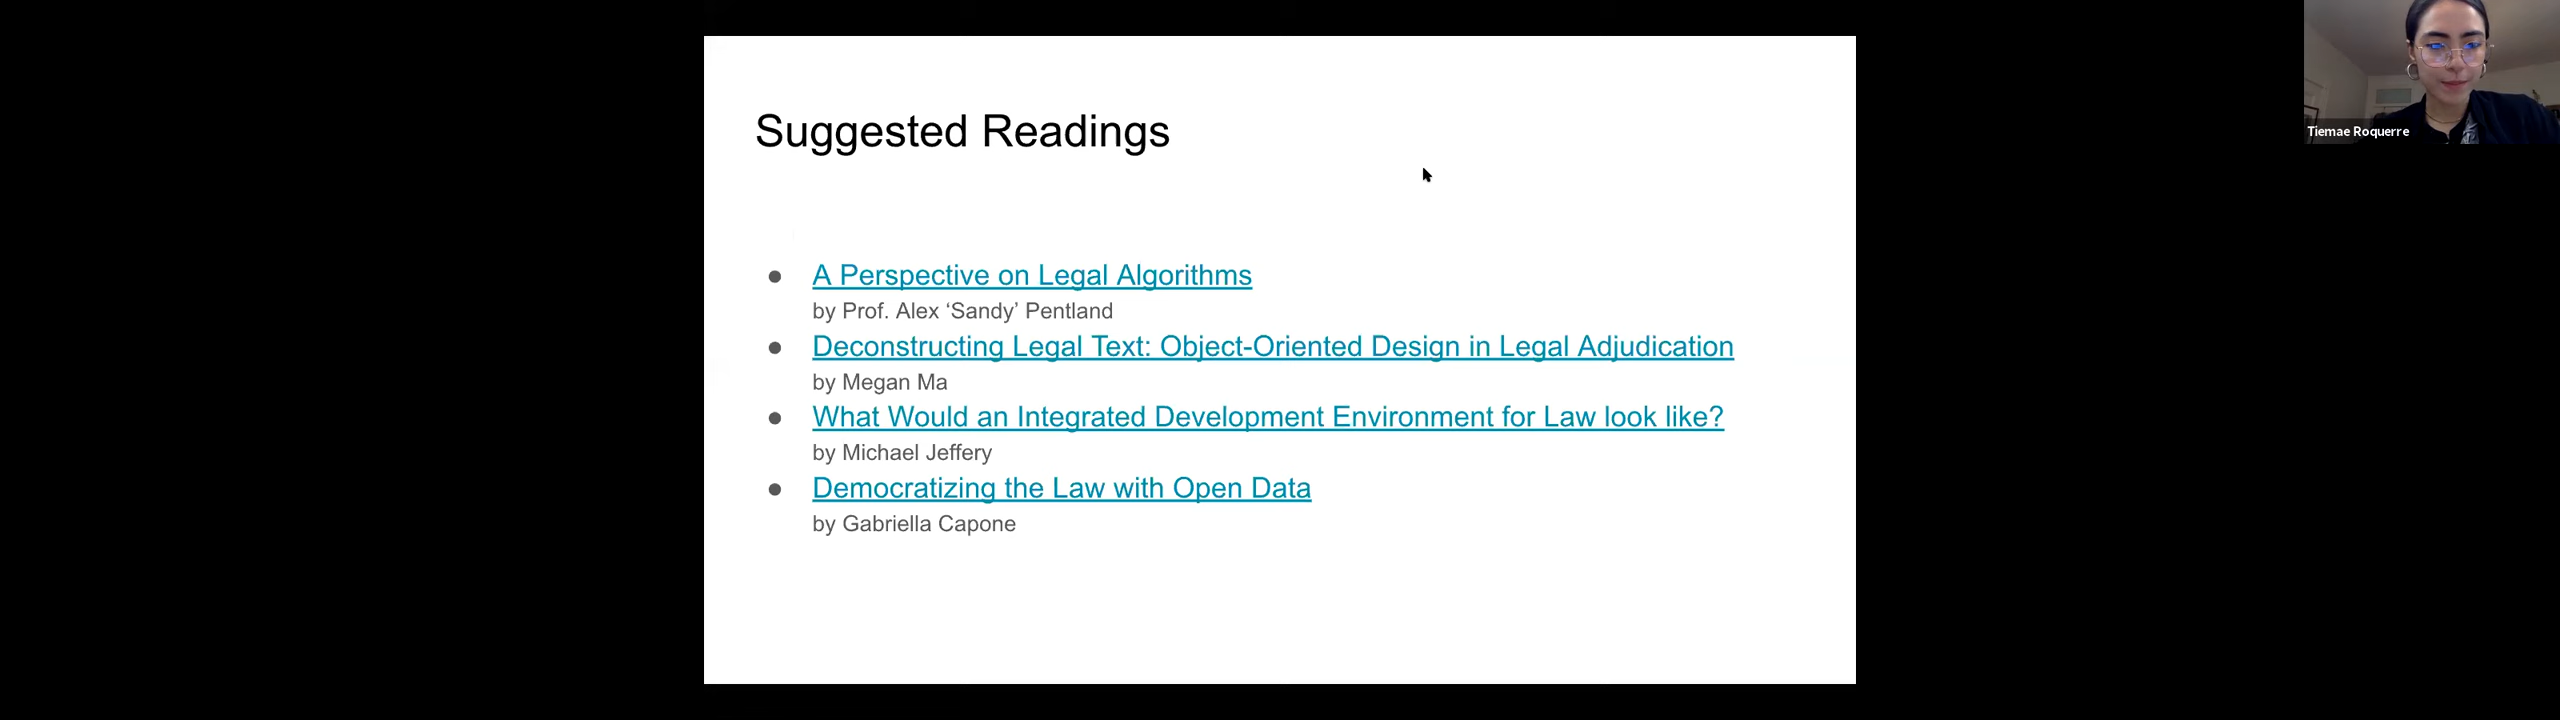 Suggested Readings
A Perspective on Legal Algorithms
by Prof. Alex ‘Sandy’ Pentland
Deconstructing Legal Text: Object-Oriented Design in Legal Adjudication
by Megan Ma
What Would an Integrated Development Environment for Law look like?
by Michael Jeffery
Democratizing the Law with Open Data
by Gabriella Capone
Tiemae Roquerre